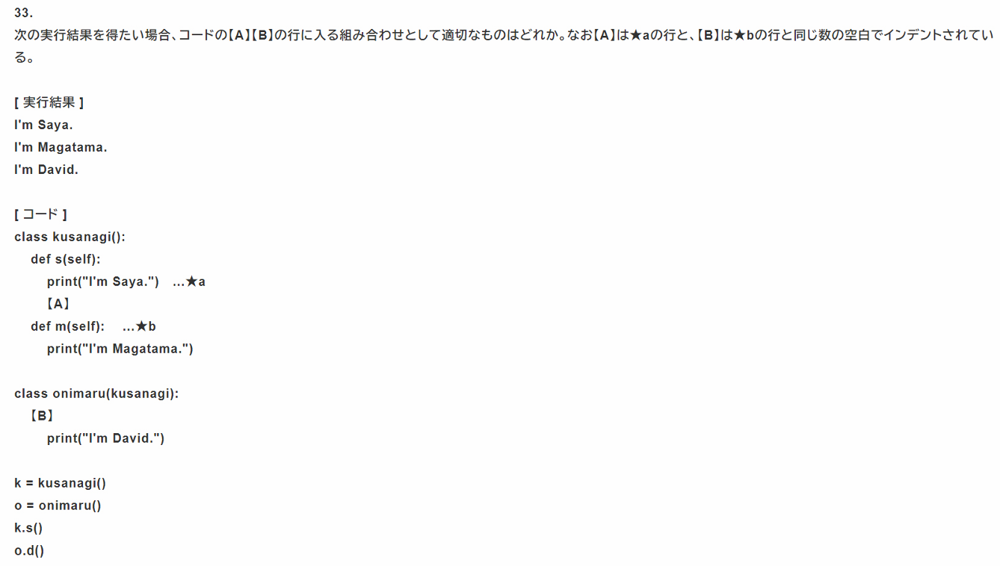 33.
次の実行結果を得たい場合、コードの【A】【B】の行に入る組み合わせとして適切なものはどれか。なお【A】は★aの行と、【B】は★bの行と同じ数の空白でインデントされてい
る。
[ 実行結果 ]
I'm Saya.
I'm Magatama.
I'm David.
[ コード ]
class kusanagi():
    def s(self):
        print("I'm Saya.")　…★a
        【A】
    def m(self):　…★b
        print("I'm Magatama.")
class onimaru(kusanagi):
    【B】
        print("I'm David.")
k = kusanagi()
o = onimaru()
k.s()
o.d()